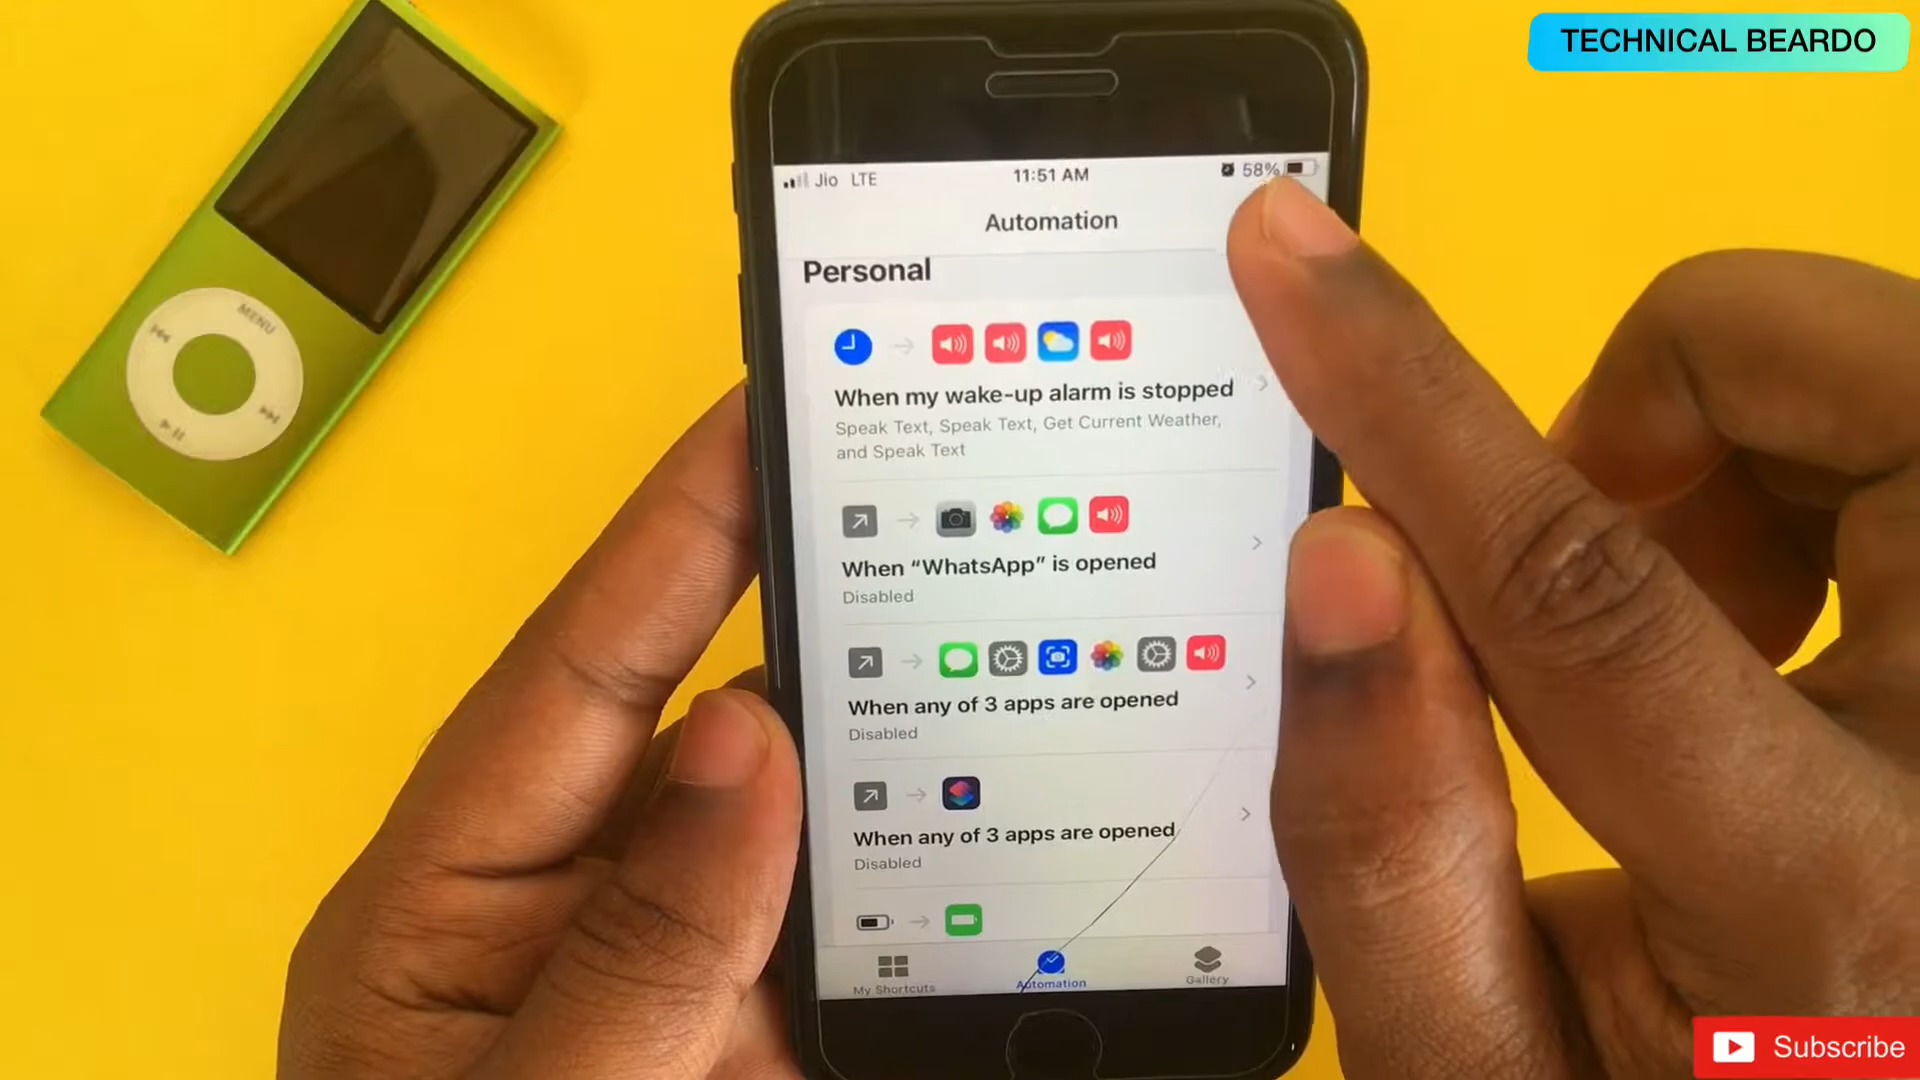 TECHNICAL BEARDO
MENU
Jio LTE
11:51 AM
58%
Automation
Personal
When my wake-up alarm is stopped
Speak Text, Speak Text, Get Current Weather,
and Speak Text
When “WhatsApp” is opened
Disabled
When any of 3 apps are opened
Disabled
When any of 3 apps are opened
Disabled
My Shortcuts
Automation
Gallery
Subscribe